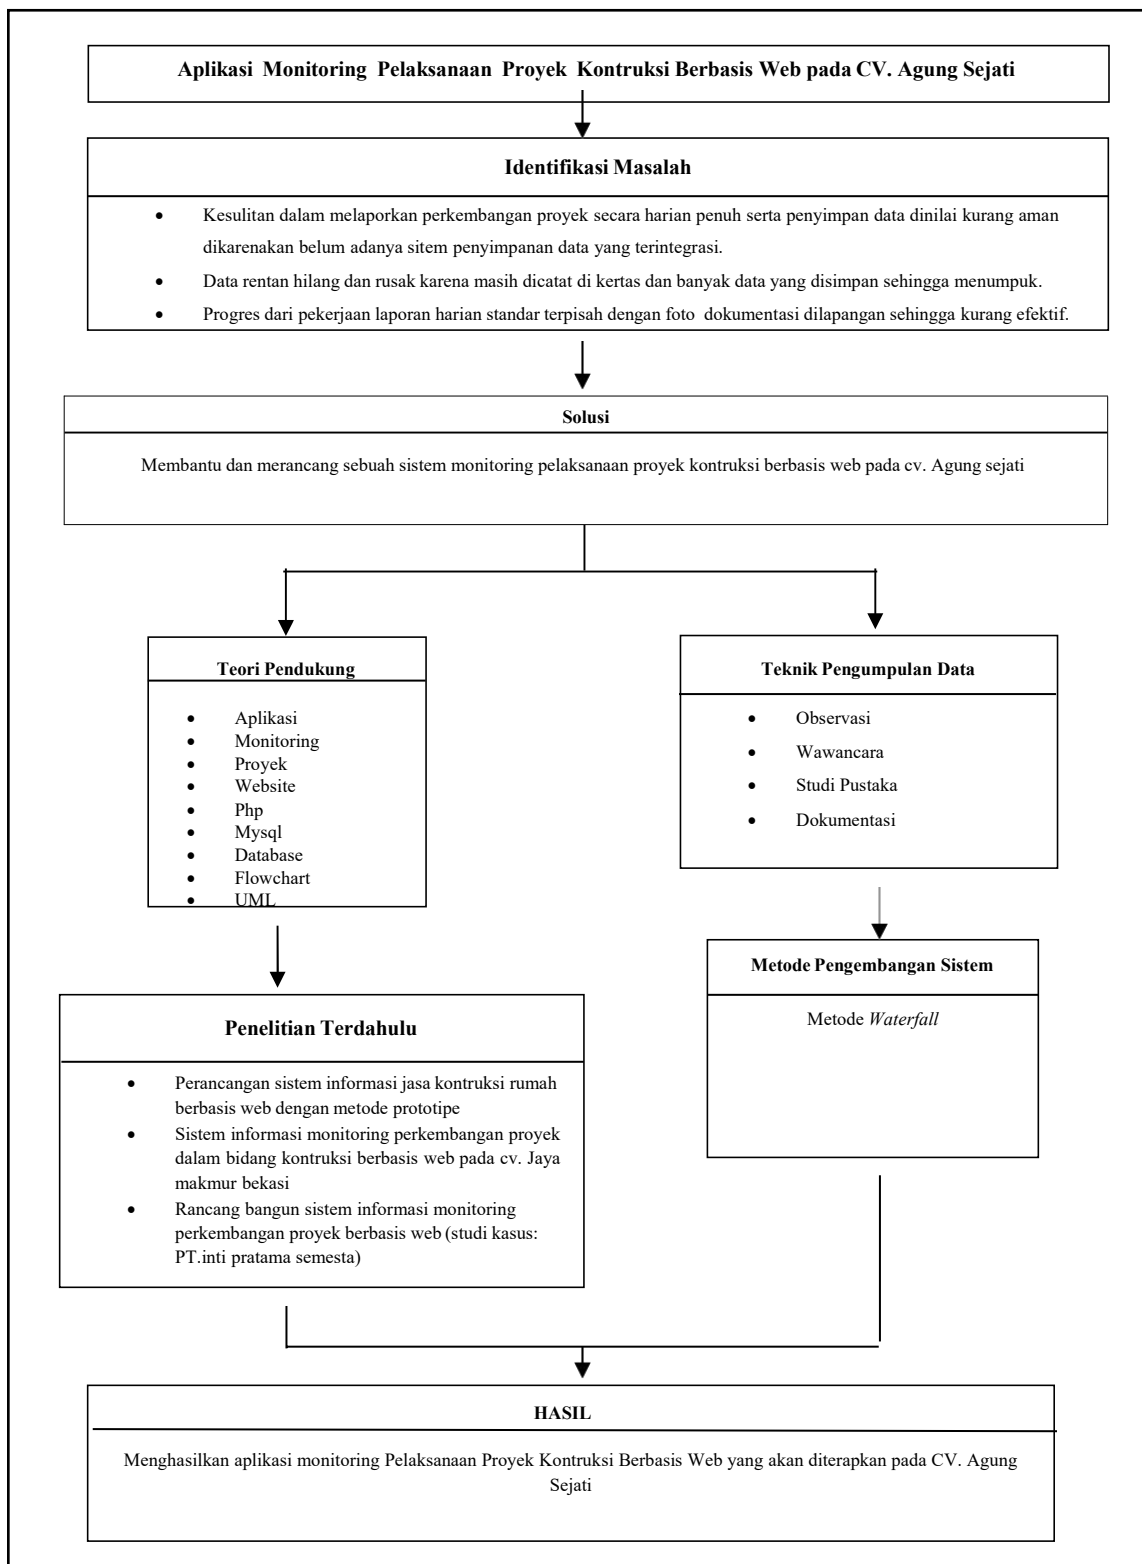 Aplikasi Monitoring Pelaksanaan Proyek Kontruksi Berbasis Web pada CV. Agung Sejati
Identifikasi Masalah
• Kesulitan dalam melaporkan perkembangan proyek secara harian penuh serta penyimpan data dinilai kurang aman
dikarenakan belum adanya sitem penyimpanan data yang terintegrasi.
• Data rentan hilang dan rusak karena masih dicatat di kertas dan banyak data yang disimpan sehingga menumpuk.
• Progres dari pekerjaan laporan harian standar terpisah dengan foto dokumentasi dilapangan sehingga kurang efektif.
Solusi
Membantu dan merancang sebuah sistem monitoring pelaksanaan proyek kontruksi berbasis web pada cv. Agung sejati
Teori Pendukung
• Aplikasi
• Monitoring
• Proyek
• Website
• Php
• Mysql
• Database
• Flowchart
• UML
Teknik Pengumpulan Data
• Observasi
• Wawancara
• Studi Pustaka
• Dokumentasi
Metode Pengembangan Sistem
Metode Waterfall
Penelitian Terdahulu
• Perancangan sistem informasi jasa kontruksi rumah
berbasis web dengan metode prototipe
• Sistem informasi monitoring perkembangan proyek
dalam bidang kontruksi berbasis web pada cv. Jaya
makmur bekasi
• Rancang bangun sistem informasi monitoring
perkembangan proyek berbasis web (studi kasus:
PT.inti pratama semesta)
HASIL
Menghasilkan aplikasi monitoring Pelaksanaan Proyek Kontruksi Berbasis Web yang akan diterapkan pada CV. Agung
Sejati